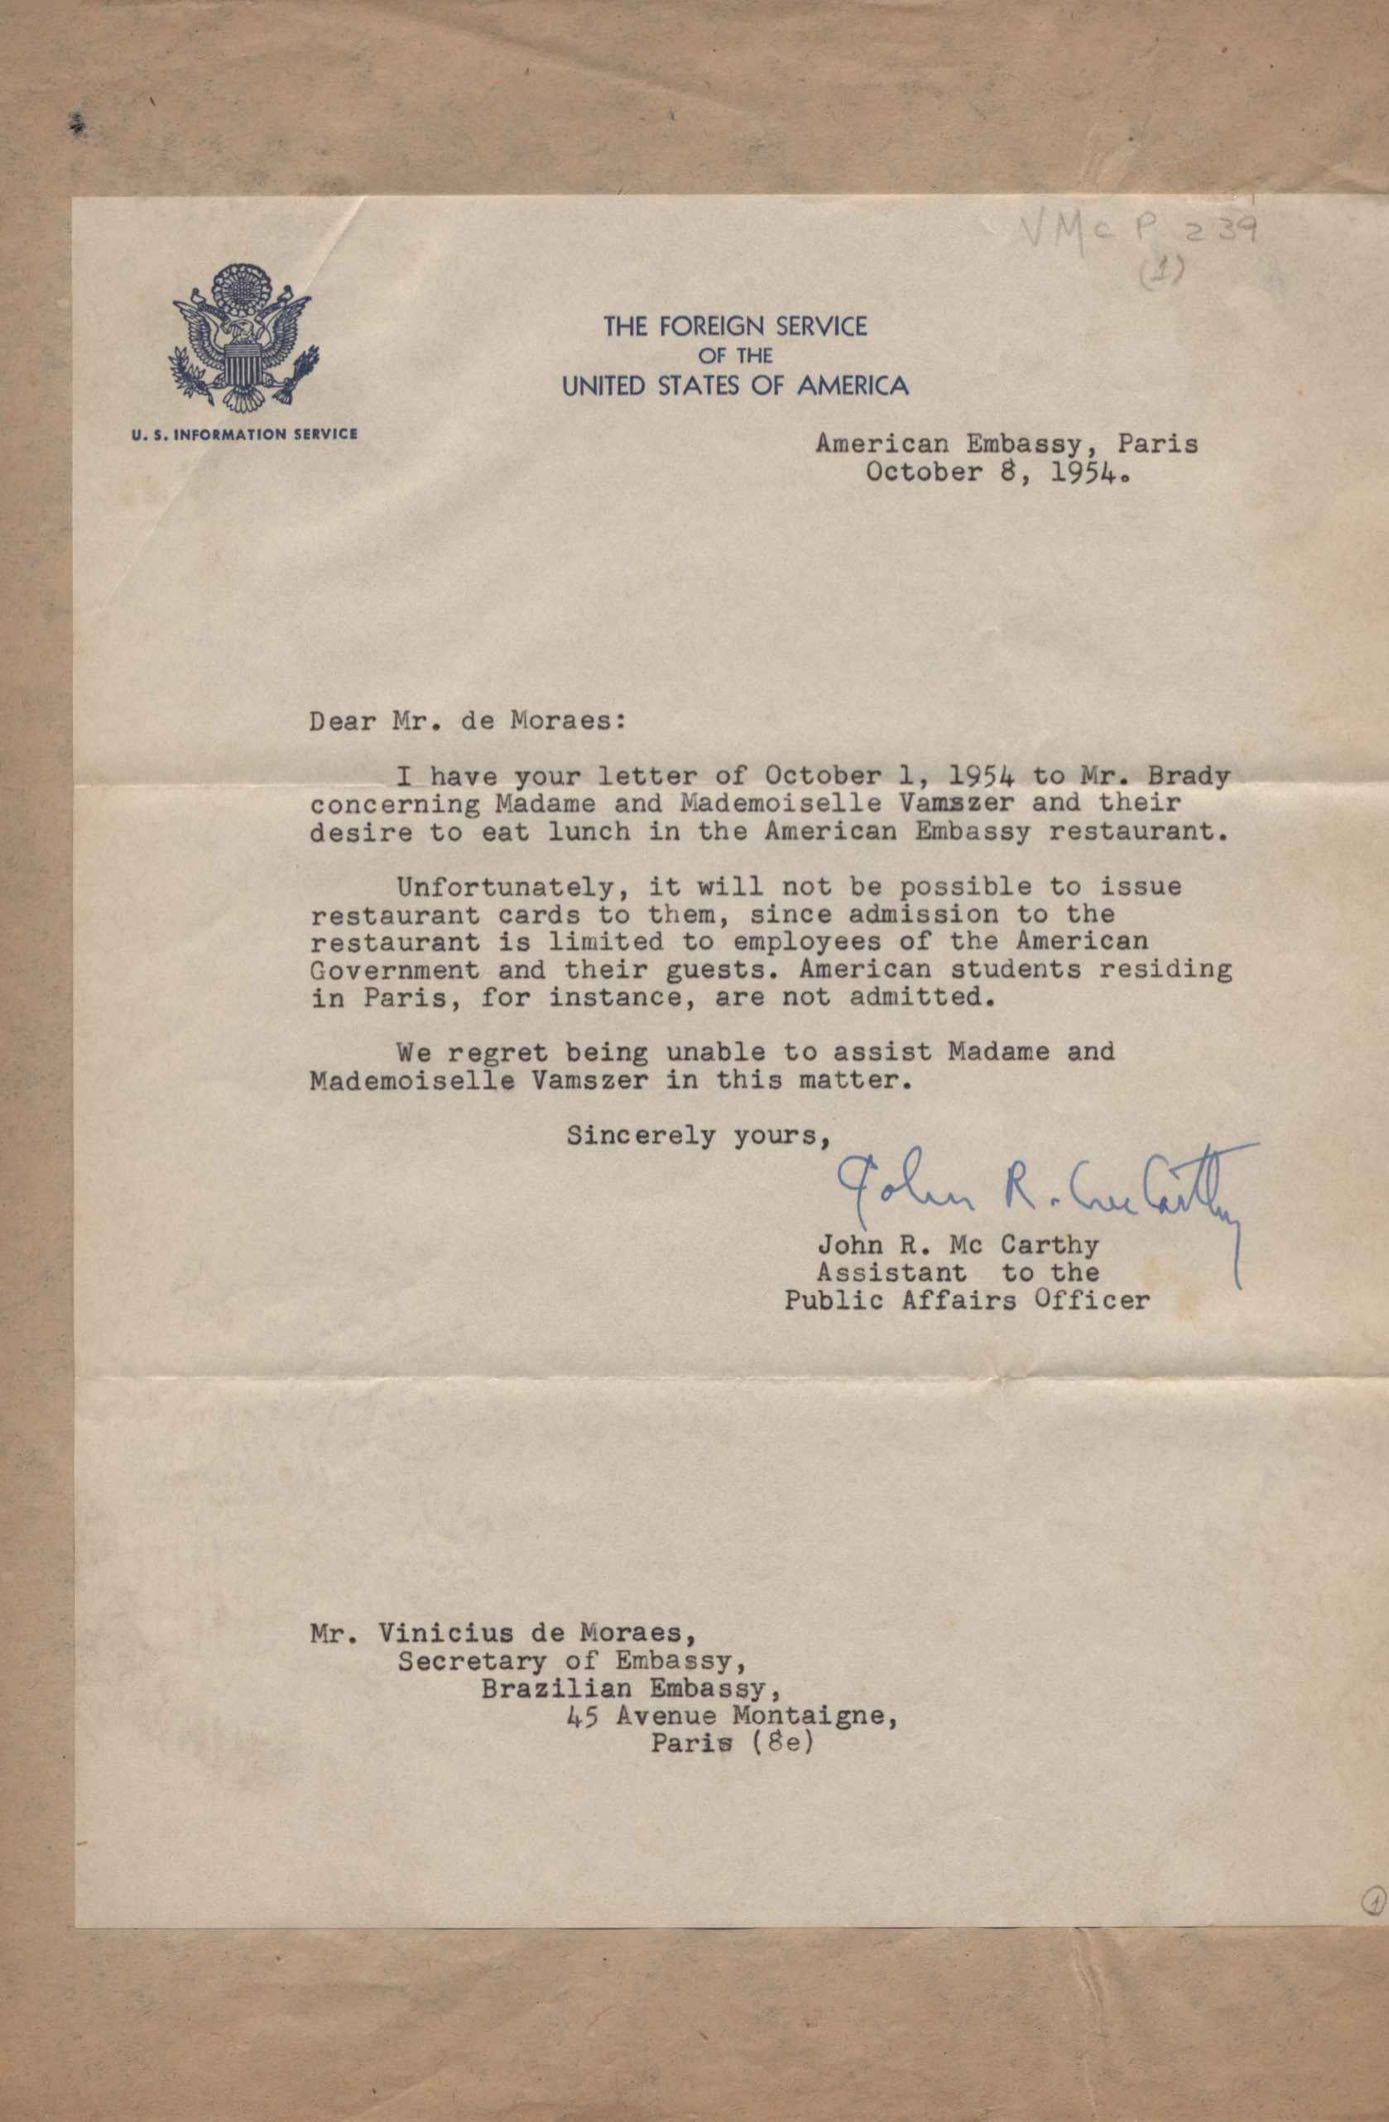 VMcP 239
(1)
THE FOREIGN SERVICE
OF THE
UNITED STATES OF AMERICA
U. S. INFORMATION SERVICE
American Embassy, Paris
October 8, 1954.
Dear Mr. de Moraes:
I have your letter of October 1, 1954 to Mr. Brady
concerning Madame and Mademoiselle Vamszer and their
desire to eat lunch in the American Embassy restaurant.
Unfortunately, it will not be possible to issue
restaurant cards to them, since admission to the
restaurant is limited to employees of the American
Government and their guests. American students residing
in Paris, for instance, are not admitted.
We regret being unable to assist Madame and
Mademoiselle Vamszer in this matter.
Sincerely yours,
John R. McCarthy
John R. Mc Carthy
Assistant to the
Public Affairs Officer
Mr. Vinicius de Moraes,
Secretary of Embassy,
Brazilian Embassy,
45 Avenue Montaigne,
Paris (8e)
1